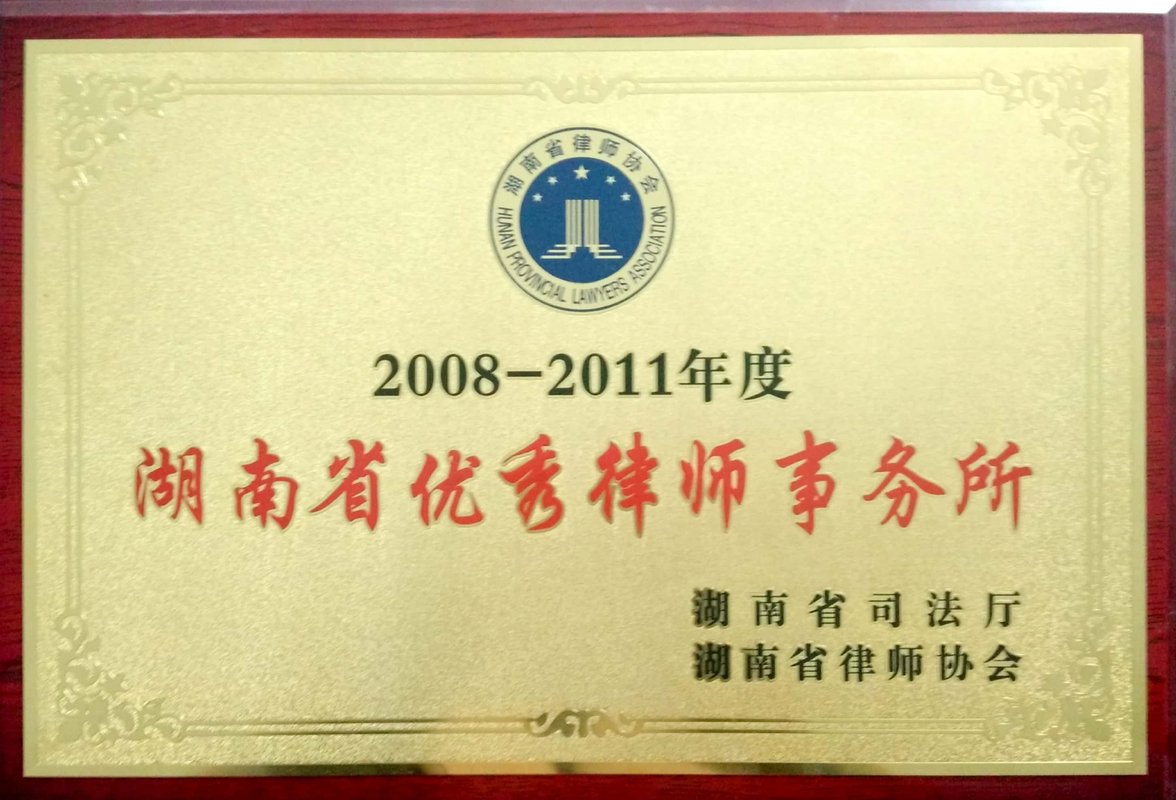 湖南省律师协会
HUNAN PROVINCIAL LAWYERS ASSOCIATION
2008-2011年度
湖南省优秀律师事务所
湖南省司法厅
湖南省律师协会